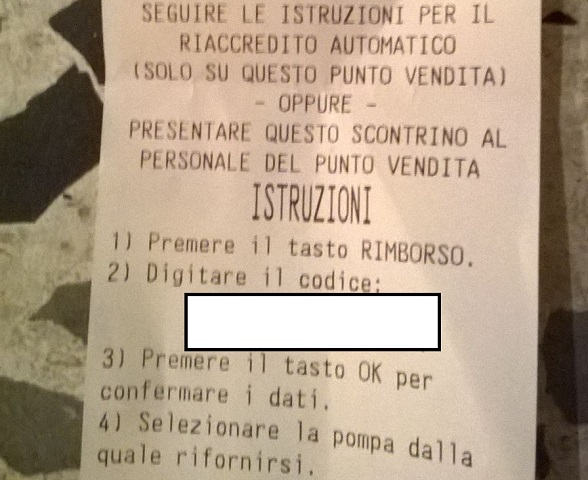 SEGUIRE LE ISTRUZIONI PER IL
RIACCREDITO AUTOMATICO
(SOLO SU QUESTO PUNTO VENDITA)
- OPPURE -
PRESENTARE QUESTO SCONTRINO AL
PERSONALE DEL PUNTO VENDITA
ISTRUZIONI
1) Premere il tasto RIMBORSO.
2) Digitare il codice:
3) Premere il tasto OK per
confermare i dati.
4) Selezionare la pompa dalla
quale rifornirsi.